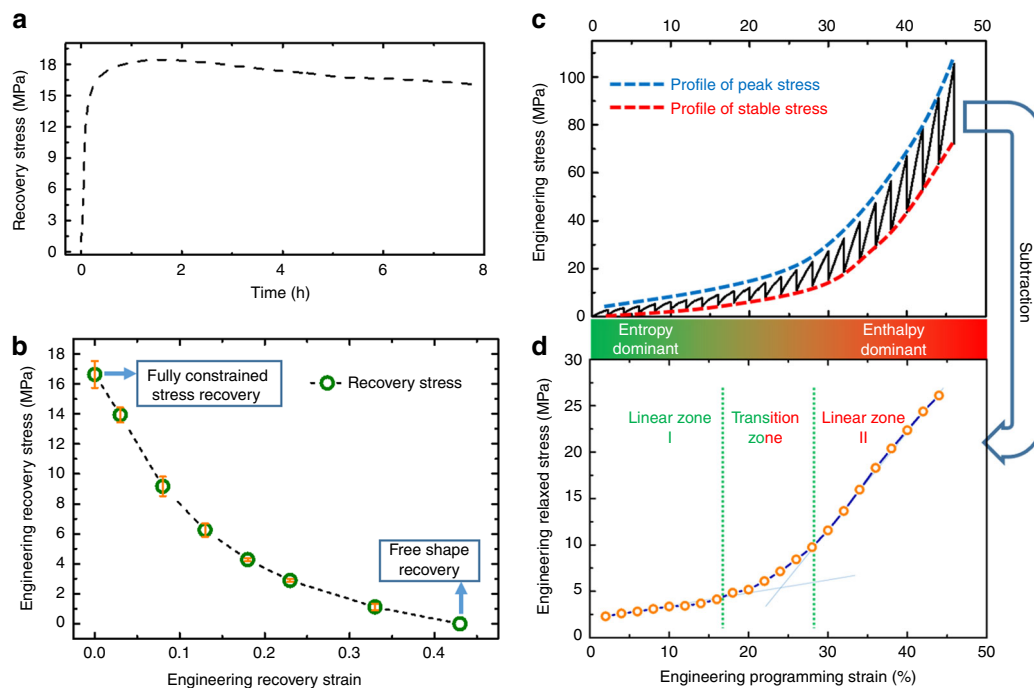 a
18
15
12
9
6
3
0
Recovery stress (MPa)
0 2 4 6 8
Time (h)
b
18
16
14
12
10
8
6
4
2
0
Engineering recovery stress (MPa)
Fully constrained
stress recovery
Recovery stress
Free shape
recovery
0.0 0.1 0.2 0.3 0.4
Engineering recovery strain
c
0 10 20 30 40 50
100
80
60
40
20
0
Engineering stress (MPa)
Profile of peak stress
Profile of stable stress
Subtraction
Entropy
dominant
Enthalpy
dominant
d
30
25
20
15
10
5
0
Engineering relaxed stress (MPa)
Linear zone
I
Transition
zone
Linear zone
II
0 10 20 30 40 50
Engineering programming strain (%)